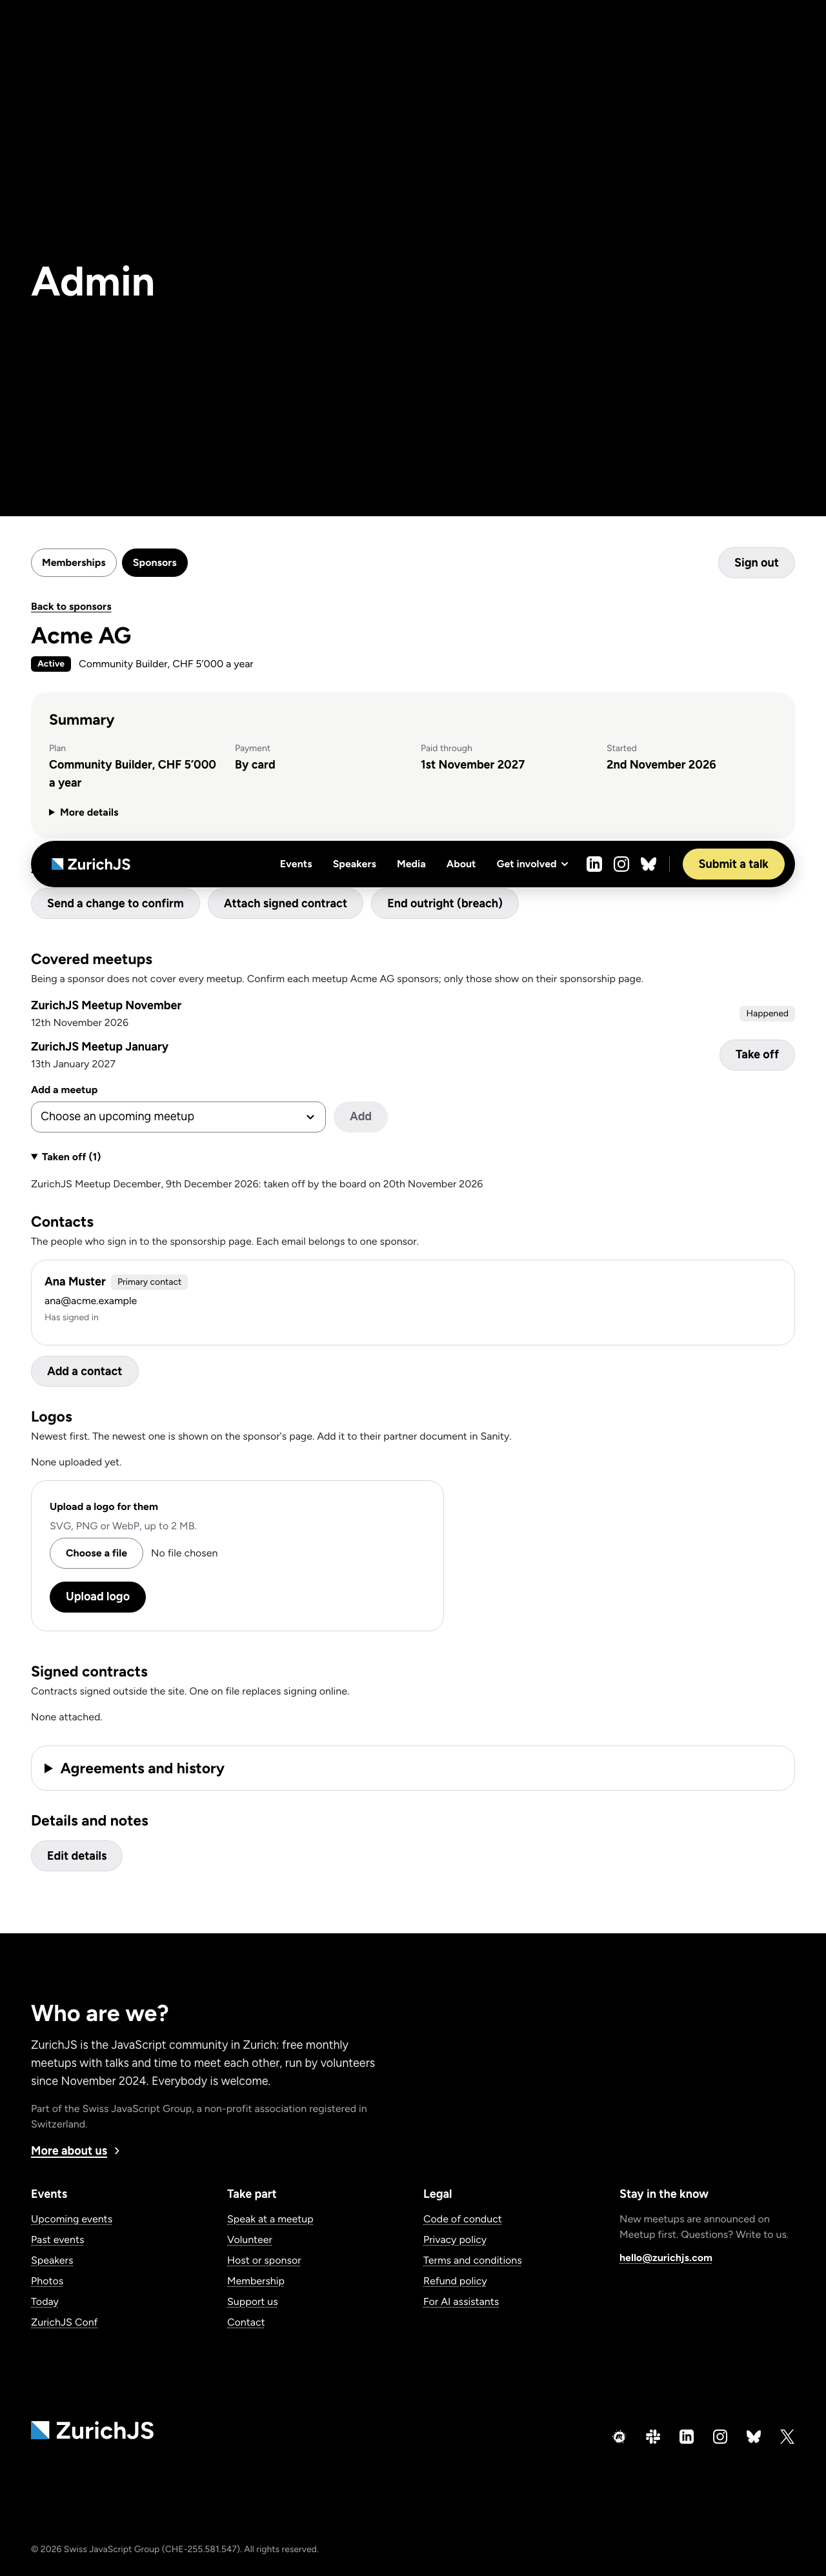 Admin
Memberships
Sponsors
Sign out
Back to sponsors
Acme AG
Active
Community Builder, CHF 5’000 a year
Summary
Plan
Payment
Paid through
Started
Community Builder, CHF 5’000
a year
By card
1st November 2027
2nd November 2026
More details
ZurichJS
Events
Speakers
Media
About
Get involved
Submit a talk
Send a change to confirm
Attach signed contract
End outright (breach)
Covered meetups
Being a sponsor does not cover every meetup. Confirm each meetup Acme AG sponsors; only those show on their sponsorship page.
ZurichJS Meetup November
12th November 2026
Happened
ZurichJS Meetup January
13th January 2027
Take off
Add a meetup
Choose an upcoming meetup
Add
Taken off (1)
ZurichJS Meetup December, 9th December 2026: taken off by the board on 20th November 2026
Contacts
The people who sign in to the sponsorship page. Each email belongs to one sponsor.
Ana Muster
Primary contact
ana@acme.example
Has signed in
Add a contact
Logos
Newest first. The newest one is shown on the sponsor's page. Add it to their partner document in Sanity.
None uploaded yet.
Upload a logo for them
SVG, PNG or WebP, up to 2 MB.
Choose a file
No file chosen
Upload logo
Signed contracts
Contracts signed outside the site. One on file replaces signing online.
None attached.
Agreements and history
Details and notes
Edit details
Who are we?
ZurichJS is the JavaScript community in Zurich: free monthly
meetups with talks and time to meet each other, run by volunteers
since November 2024. Everybody is welcome.
Part of the Swiss JavaScript Group, a non-profit association registered in
Switzerland.
More about us
Events
Upcoming events
Past events
Speakers
Photos
Today
ZurichJS Conf
Take part
Speak at a meetup
Volunteer
Host or sponsor
Membership
Support us
Contact
Legal
Code of conduct
Privacy policy
Terms and conditions
Refund policy
For AI assistants
Stay in the know
New meetups are announced on
Meetup first. Questions? Write to us.
hello@zurichjs.com
ZurichJS
© 2026 Swiss JavaScript Group (CHE-255.581.547). All rights reserved.